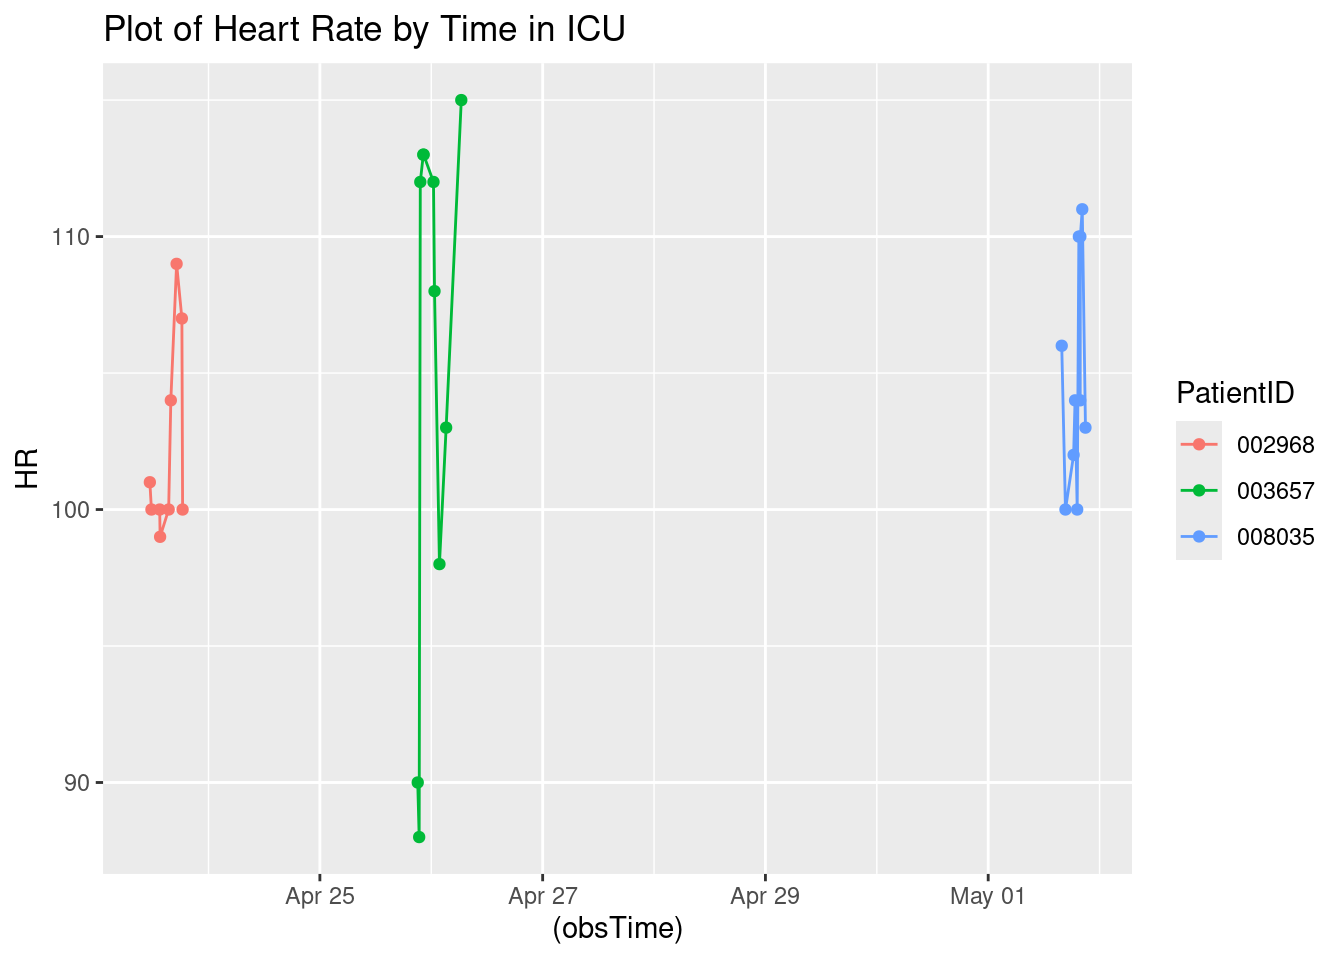 Plot of Heart Rate by Time in ICU
HR
110
100
90
Apr 25
Apr 27
Apr 29
May 01
(obsTime)
PatientID
002968
003657
008035